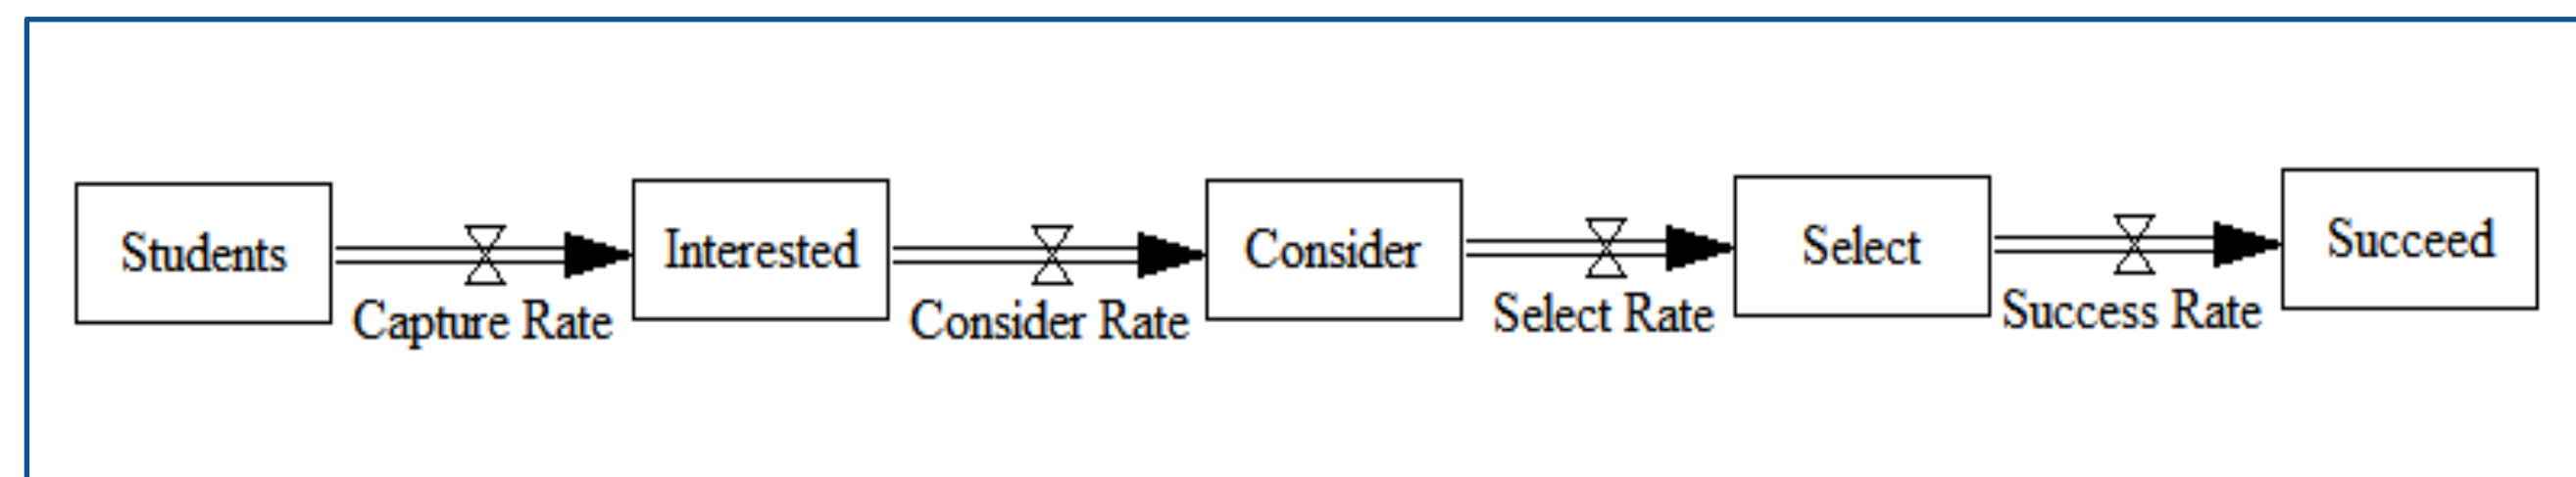 Students
Capture Rate
Interested
Consider Rate
Consider
Select Rate
Select
Success Rate
Succeed